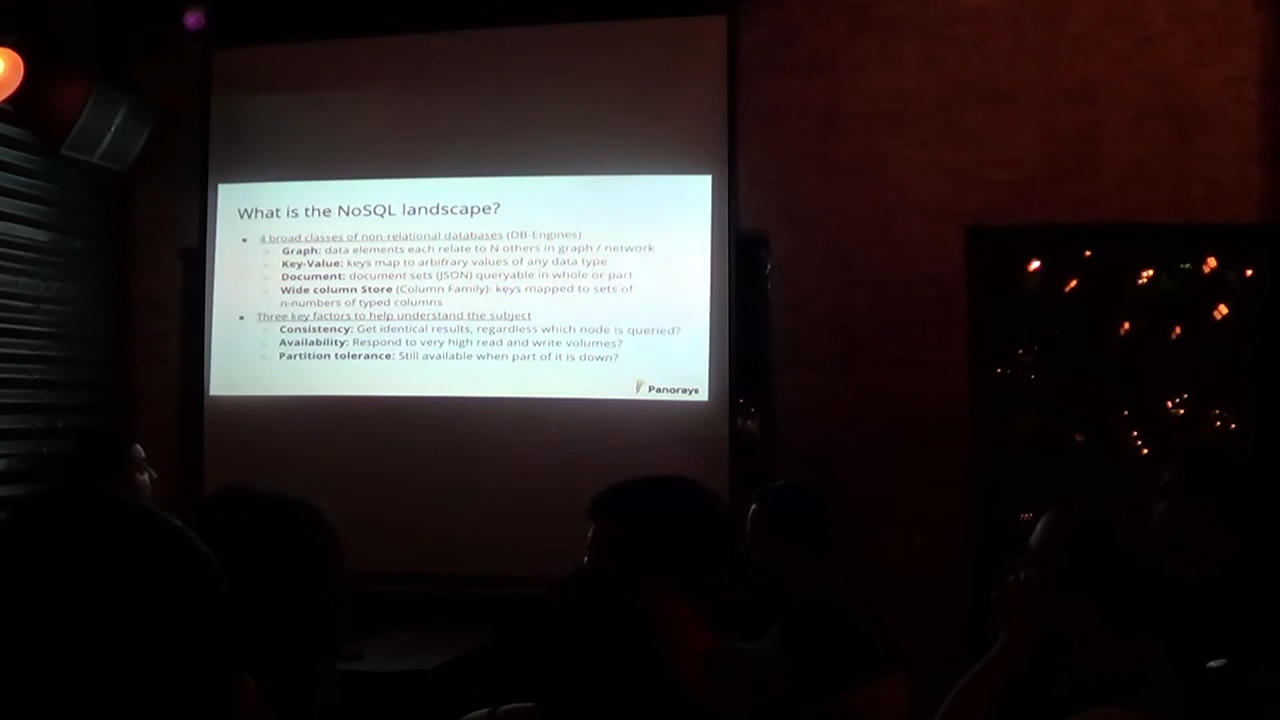 What is the NoSQL landscape?
4 broad classes of non-relational databases (DB-Engines)
Graph: data elements each relate to N others in graph / network
Key-Value: keys map to arbifrary values of any data type
Document: document sets (JSON) queryable in whole or part
Wide column Store (Column Family): keys mapped to sets of
n-numbers of typed columns
Three key factors to help understand the subject
Consistency: Get identical results, regardless which node is queried?
Availability: Respond to very high read and write volumes?
Partition tolerance: Still available when part of it is down?
Panorays